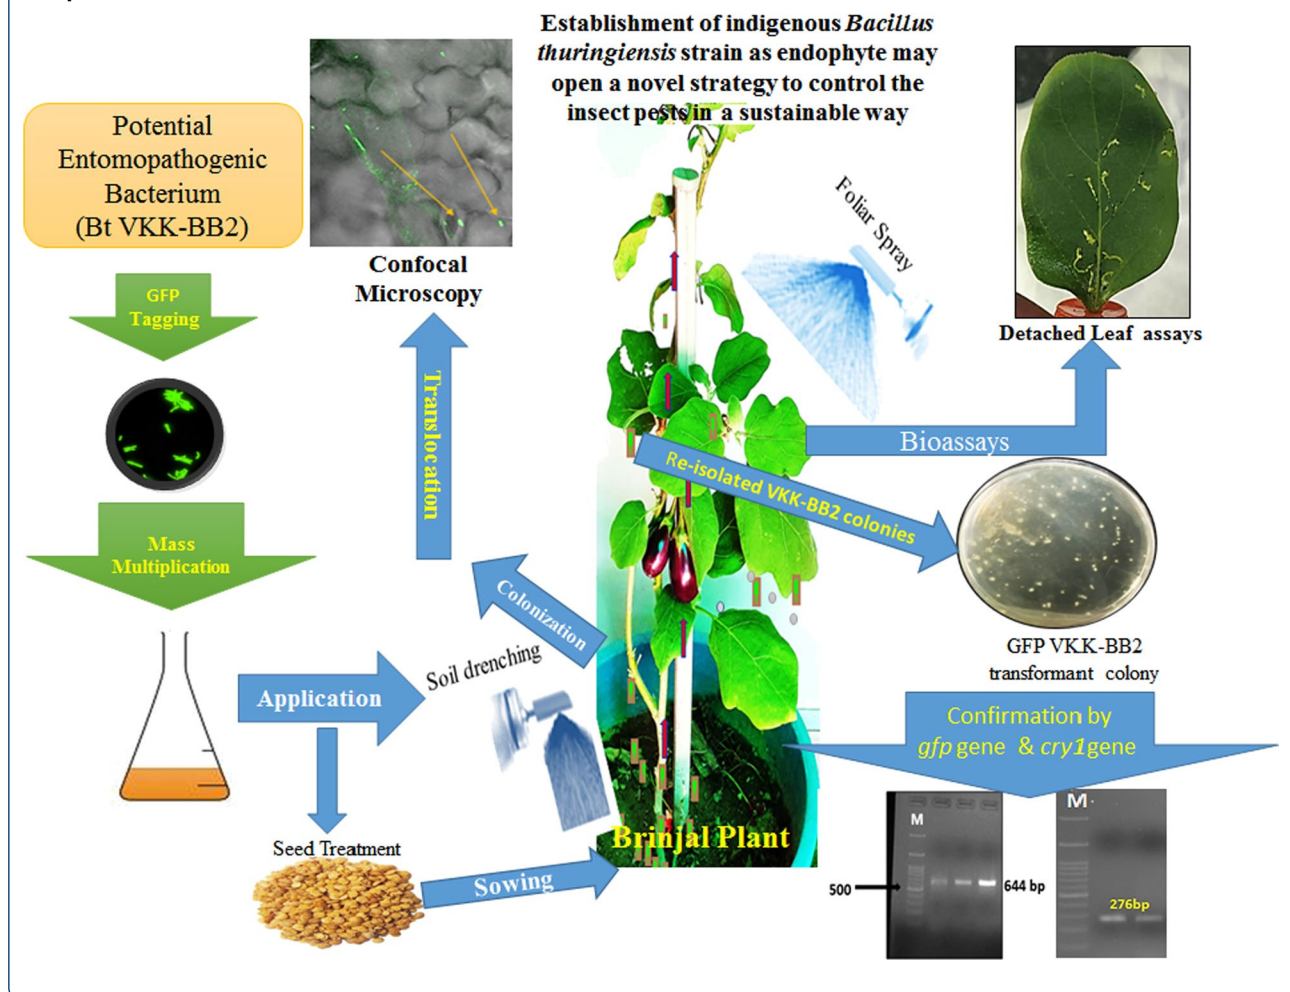 Establishment of indigenous Bacillus
thuringiensis strain as endophyte may
open a novel strategy to control the
insect pests in a sustainable way
Potential
Entomopathogenic
Bacterium
(Bt VKK-BB2)
GFP
Tagging
Mass
Multiplication
Confocal
Microscopy
Translocation
Colonization
Application
Soil drenching
Seed Treatment
Sowing
Brinjal Plant
Foliar Spray
Detached Leaf assays
Bioassays
Re-isolated VKK-BB2 colonies
GFP VKK-BB2
transformant colony
Confirmation by
gfp gene & cry1gene
M
500
644 bp
M
276bp